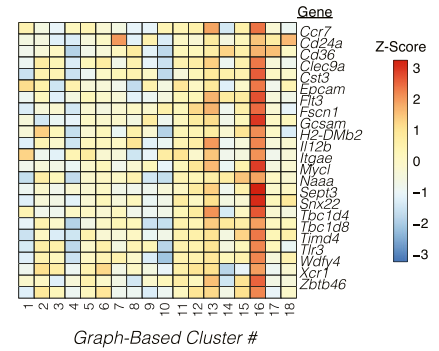 Gene
Ccr7
Cd24a
Cd36
Clec9a
Cst3
Epcam
Flt3
Fscn1
Gcsam
H2-DMb2
Il12b
Itgae
Mycl
Naaa
Sept3
Snx22
Tbc1d4
Tbc1d8
Timd4
Tlr3
Wdfy4
Xcr1
Zbtb46
1 2 3 4 5 6 7 8 9 10 11 12 13 14 15 16 17 18
Graph-Based Cluster #
Z-Score
3
2
1
0
−1
−2
−3